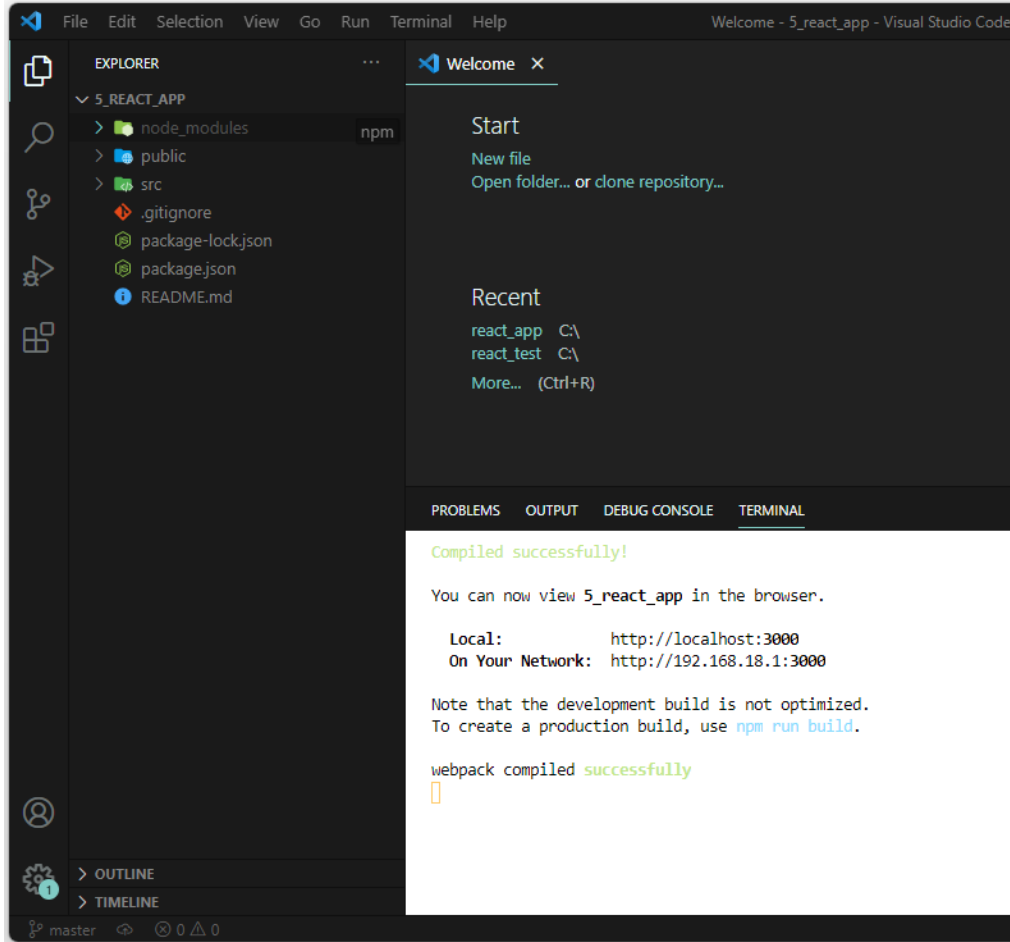 File Edit Selection View Go Run Terminal Help Welcome - 5_react_app - Visual Studio Code
EXPLORER ...
5_REACT_APP
node_modules
npm
public
src
.gitignore
package-lock.json
package.json
README.md
OUTLINE
TIMELINE
Welcome
Start
New file
Open folder... or clone repository...
Recent
react_app C:\
react_test C:\
More... (Ctrl+R)
PROBLEMS OUTPUT DEBUG CONSOLE TERMINAL
Compiled successfully!
You can now view 5_react_app in the browser.
Local: http://localhost:3000
On Your Network: http://192.168.18.1:3000
Note that the development build is not optimized.
To create a production build, use npm run build.
webpack compiled successfully
1
master 0 0